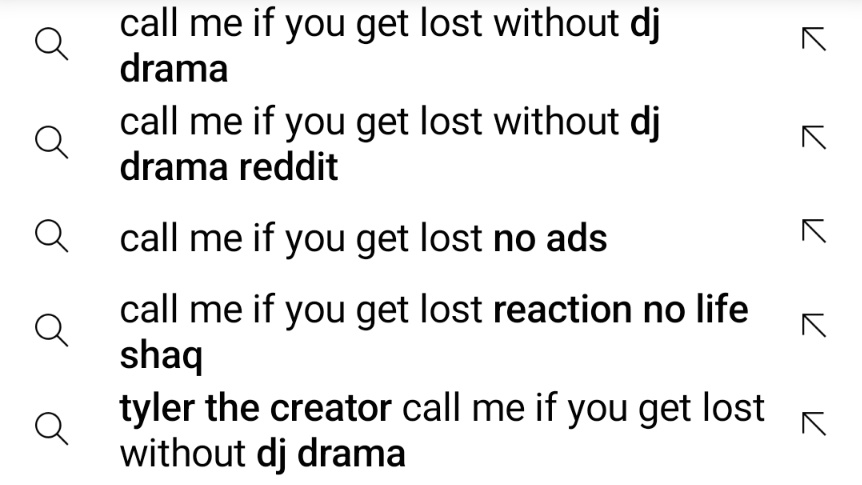 call me if you get lost without dj
drama
call me if you get lost without dj
drama reddit
call me if you get lost no ads
call me if you get lost reaction no life
shaq
tyler the creator call me if you get lost
without dj drama